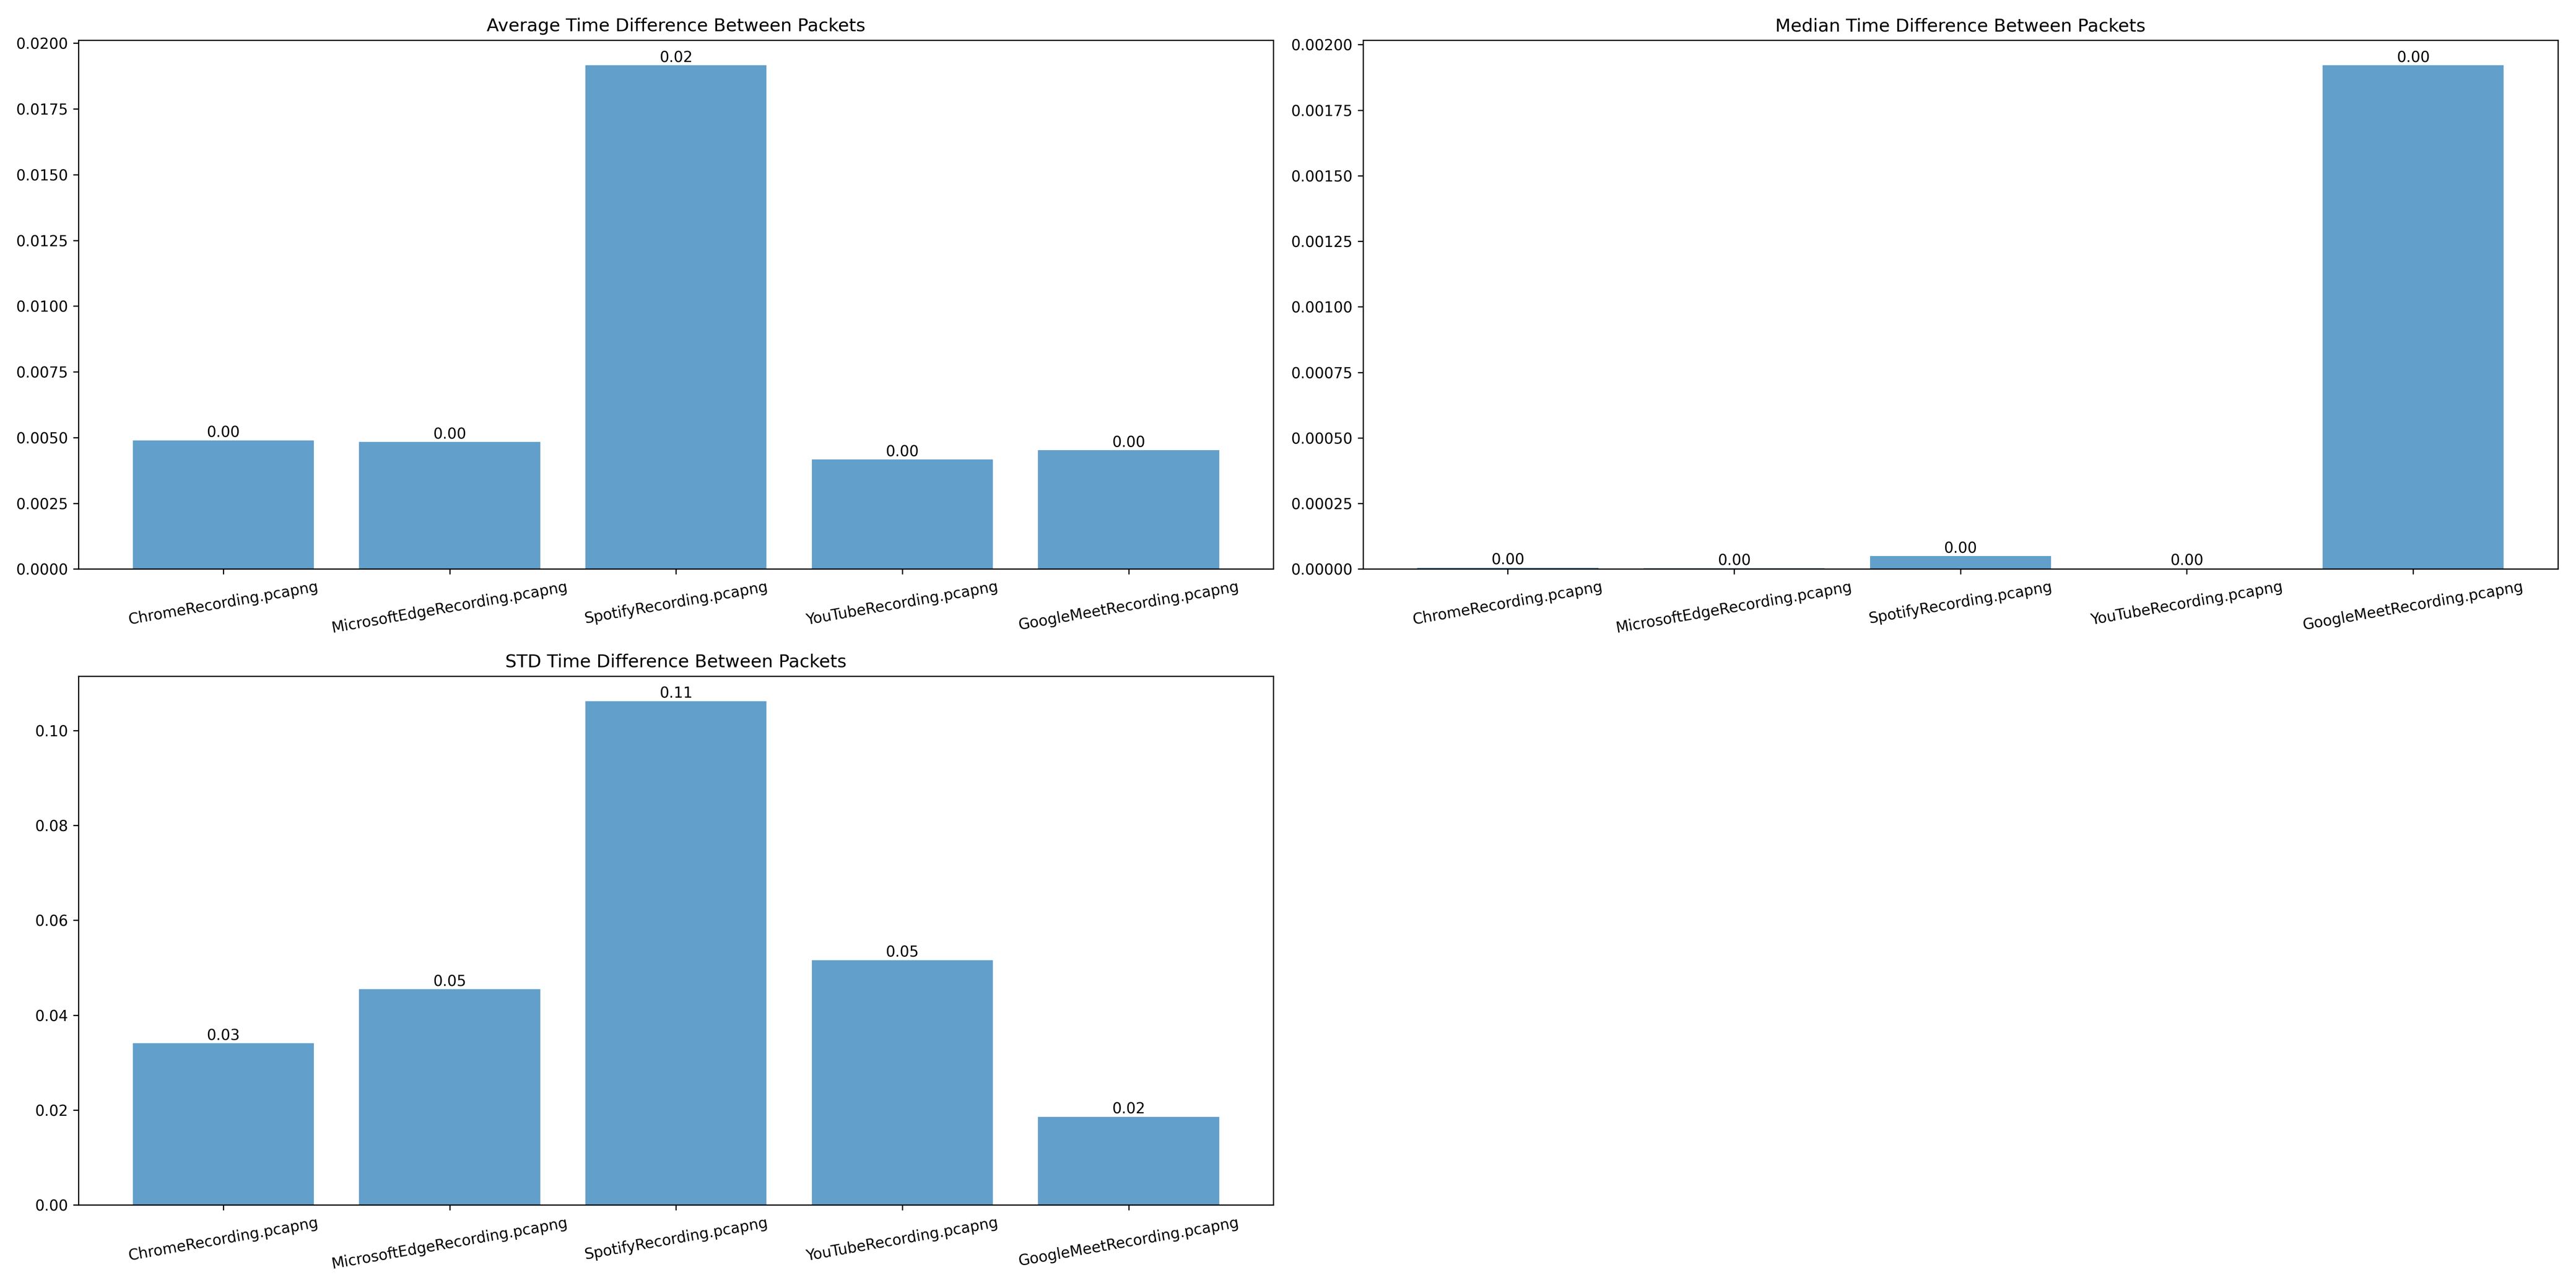 Average Time Difference Between Packets
0.0200
0.0175
0.0150
0.0125
0.0100
0.0075
0.0050
0.0025
0.0000
0.00
0.00
0.02
0.00
0.00
ChromeRecording.pcapng
MicrosoftEdgeRecording.pcapng
SpotifyRecording.pcapng
YouTubeRecording.pcapng
GoogleMeetRecording.pcapng
Median Time Difference Between Packets
0.00200
0.00175
0.00150
0.00125
0.00100
0.00075
0.00050
0.00025
0.00000
0.00
0.00
0.00
0.00
0.00
ChromeRecording.pcapng
MicrosoftEdgeRecording.pcapng
SpotifyRecording.pcapng
YouTubeRecording.pcapng
GoogleMeetRecording.pcapng
STD Time Difference Between Packets
0.10
0.08
0.06
0.04
0.02
0.00
0.03
0.05
0.11
0.05
0.02
ChromeRecording.pcapng
MicrosoftEdgeRecording.pcapng
SpotifyRecording.pcapng
YouTubeRecording.pcapng
GoogleMeetRecording.pcapng